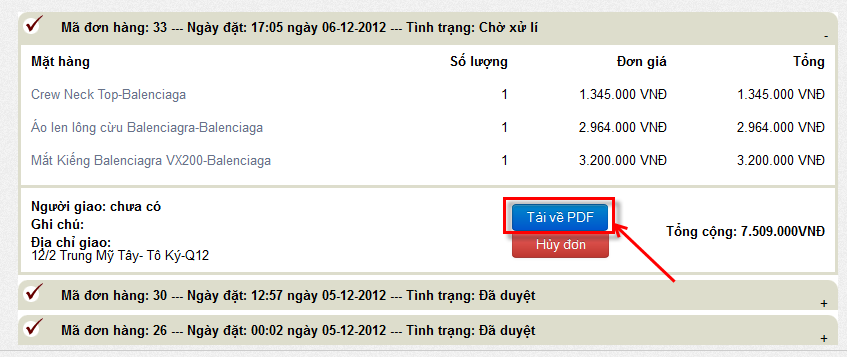 Mã đơn hàng: 33 --- Ngày đặt: 17:05 ngày 06-12-2012 --- Tình trạng: Chờ xử lí -
Mặt hàng Số lượng Đơn giá Tổng
Crew Neck Top-Balenciaga 1 1.345.000 VNĐ 1.345.000 VNĐ
Áo len lông cừu Balenciagra-Balenciaga 1 2.964.000 VNĐ 2.964.000 VNĐ
Mắt Kiếng Balenciagra VX200-Balenciaga 1 3.200.000 VNĐ 3.200.000 VNĐ
Người giao: chưa có
Ghi chú:
Địa chỉ giao:
12/2 Trung Mỹ Tây- Tô Ký-Q12
Tải về PDF
Hủy đơn
Tổng cộng: 7.509.000VNĐ
Mã đơn hàng: 30 --- Ngày đặt: 12:57 ngày 05-12-2012 --- Tình trạng: Đã duyệt +
Mã đơn hàng: 26 --- Ngày đặt: 00:02 ngày 05-12-2012 --- Tình trạng: Đã duyệt +